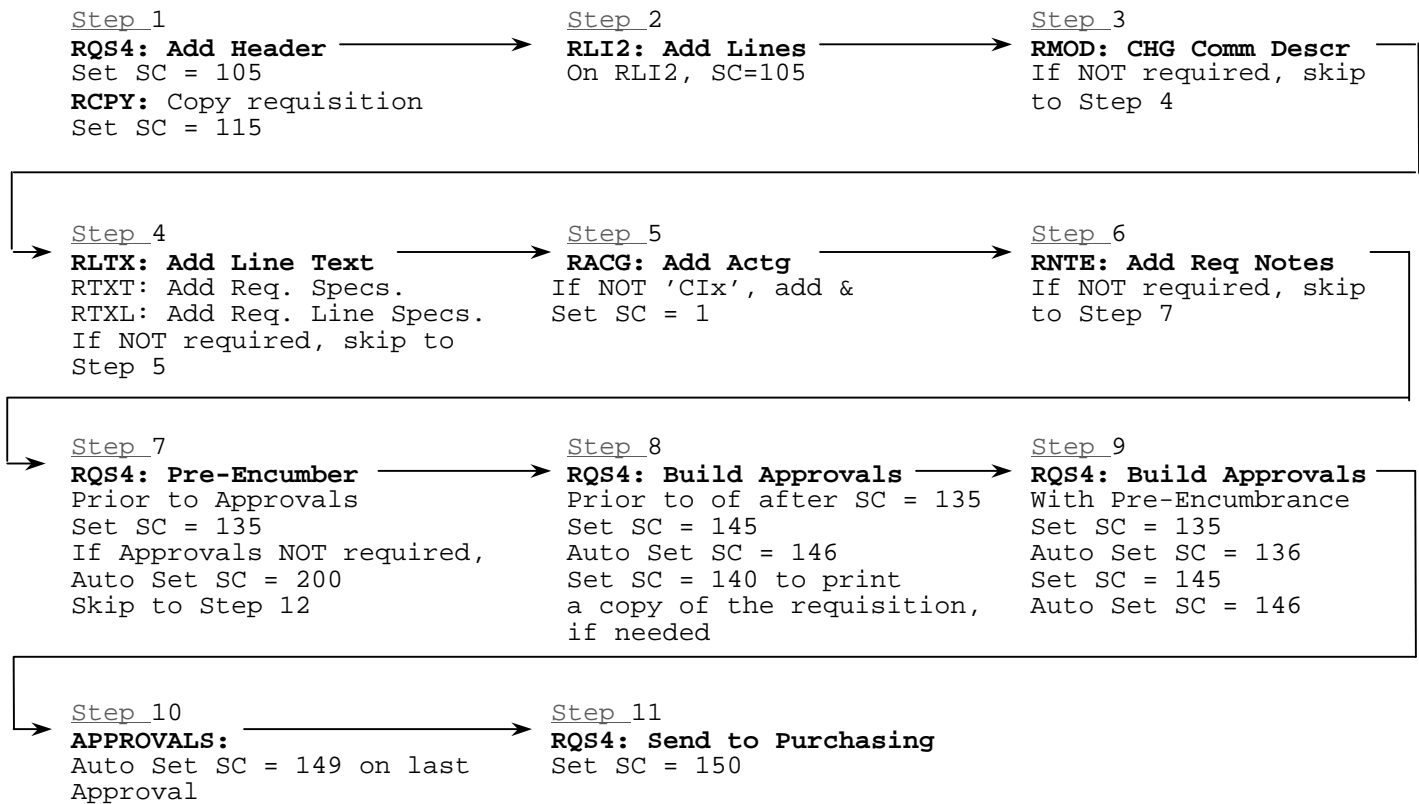 Step 1
RQS4: Add Header
Set SC = 105
RCPY: Copy requisition
Set SC = 115
Step 2
RLI2: Add Lines
On RLI2, SC=105
Step 3
RMOD: CHG Comm Descr
If NOT required, skip
to Step 4
Step 4
RLTX: Add Line Text
RTXT: Add Req. Specs.
RTXL: Add Req. Line Specs.
If NOT required, skip to
Step 5
Step 5
RACG: Add Actg
If NOT ‘CIx’, add &
Set SC = 1
Step 6
RNTE: Add Req Notes
If NOT required, skip
to Step 7
Step 7
RQS4: Pre-Encumber
Prior to Approvals
Set SC = 135
If Approvals NOT required,
Auto Set SC = 200
Skip to Step 12
Step 8
RQS4: Build Approvals
Prior to of after SC = 135
Set SC = 145
Auto Set SC = 146
Set SC = 140 to print
a copy of the requisition,
if needed
Step 9
RQS4: Build Approvals
With Pre-Encumbrance
Set SC = 135
Auto Set SC = 136
Set SC = 145
Auto Set SC = 146
Step 10
APPROVALS:
Auto Set SC = 149 on last
Approval
Step 11
RQS4: Send to Purchasing
Set SC = 150